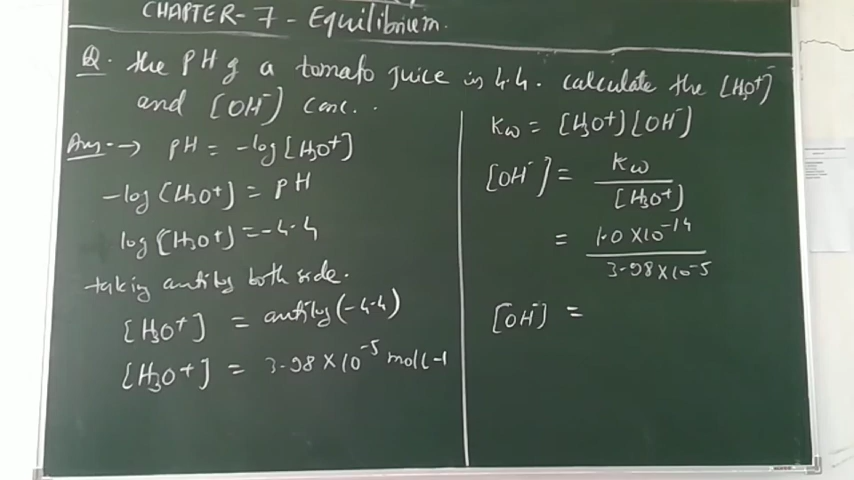 CHAPTER-7-Equilibrium.
Q. the PH of a tomato juice is 4.4. calculate the [H3O+]
and [OH-] conc..
Ans -→ pH = -log[H3O+]
-log[H3O+] = pH
log[H3O+] = -4.4
taking antilog both side.
[H3O+] = antilog(-4.4)
[H3O+] = 3.98×10^-5 mol L-1
Kw = [H3O+][OH-]
[OH-] = Kw
[H3O+]
= 1.0×10^-14
3.98×10^-5
[OH-] =